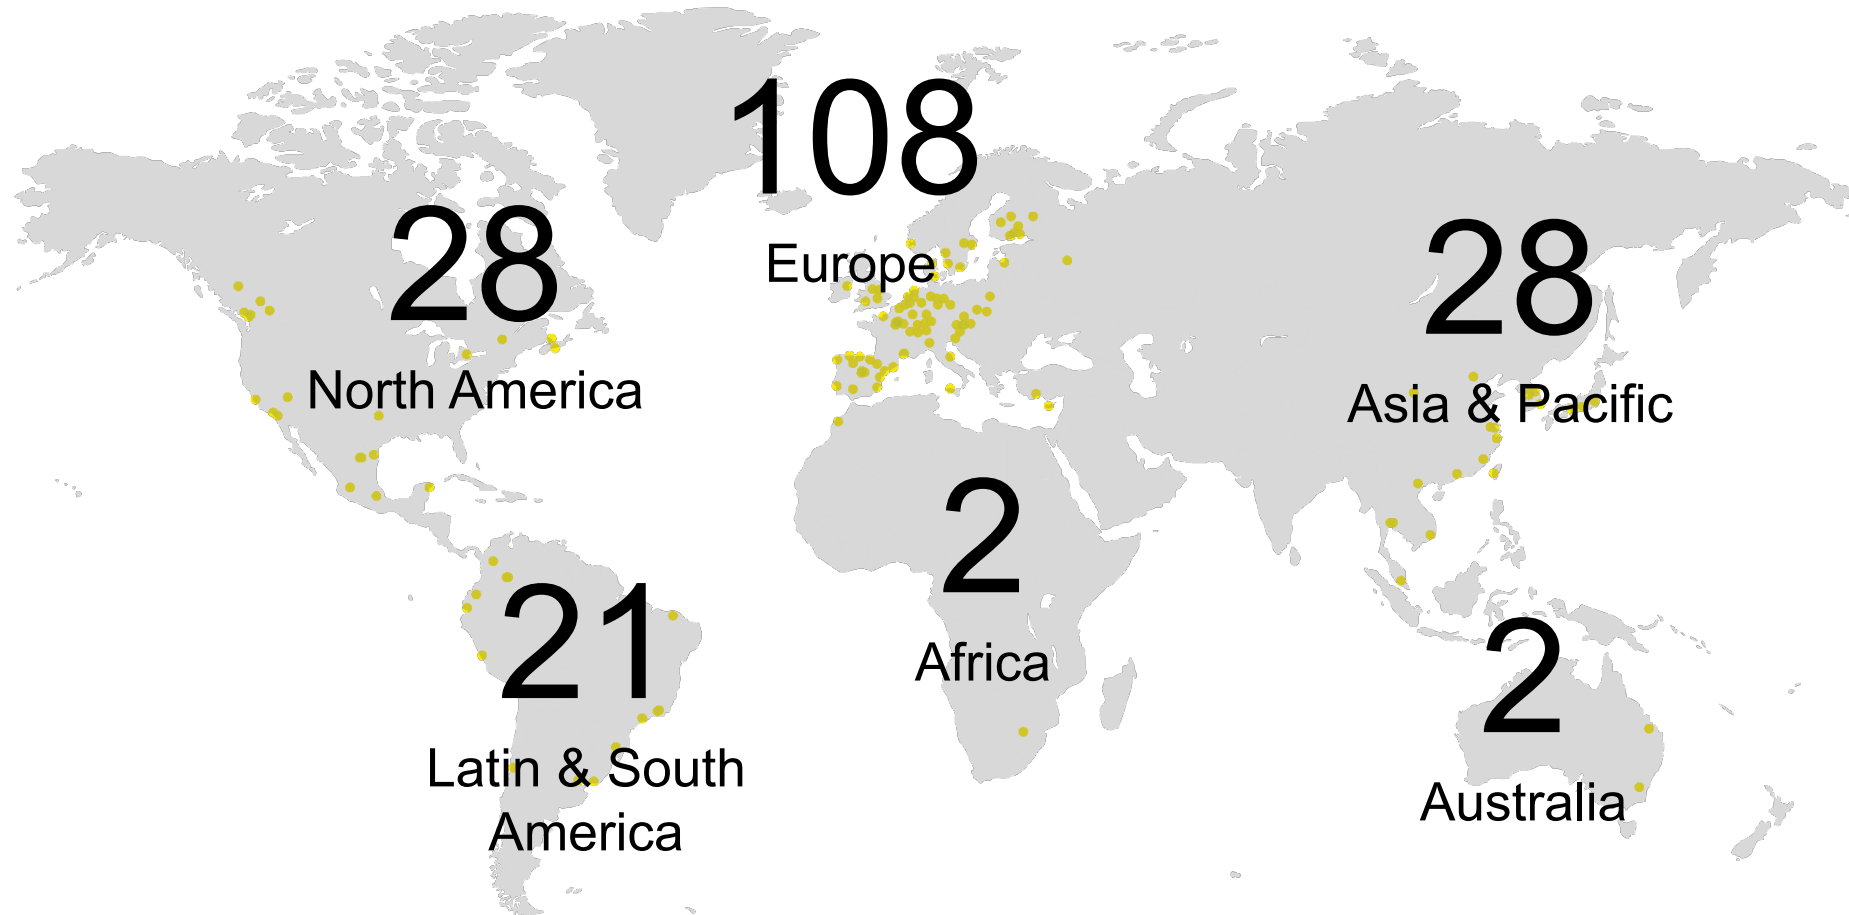 108
Europe
28
North America
28
Asia & Pacific
2
Africa
21
Latin & South
America
2
Australia